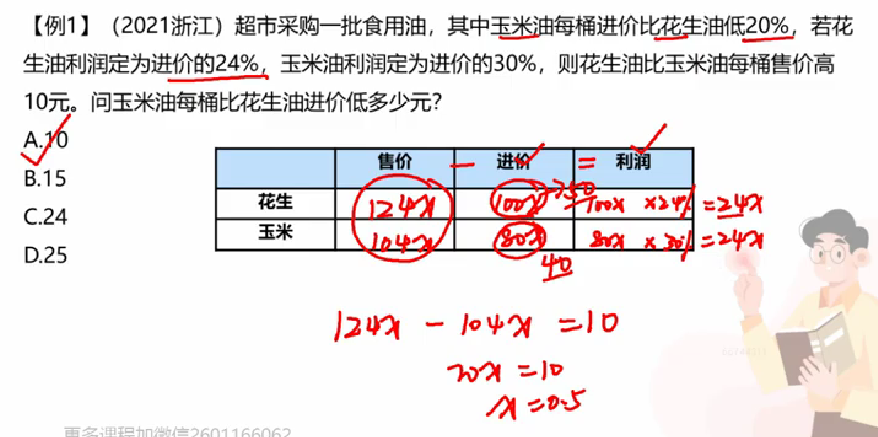 【例1】（2021浙江）超市采购一批食用油，其中玉米油每桶进价比花生油低20%，若花
生油利润定为进价的24%，玉米油利润定为进价的30%，则花生油比玉米油每桶售价高
10元。问玉米油每桶比花生油进价低多少元？
A.10
B.15
C.24
D.25
售价 － 进价 = 利润
花生 124x 100x →50 100x ×24% =24x
玉米 104x 80x 80x ×30% =24x
40
124x － 104x =10
20x =10
x =0.5
更多课程加微信2601166062